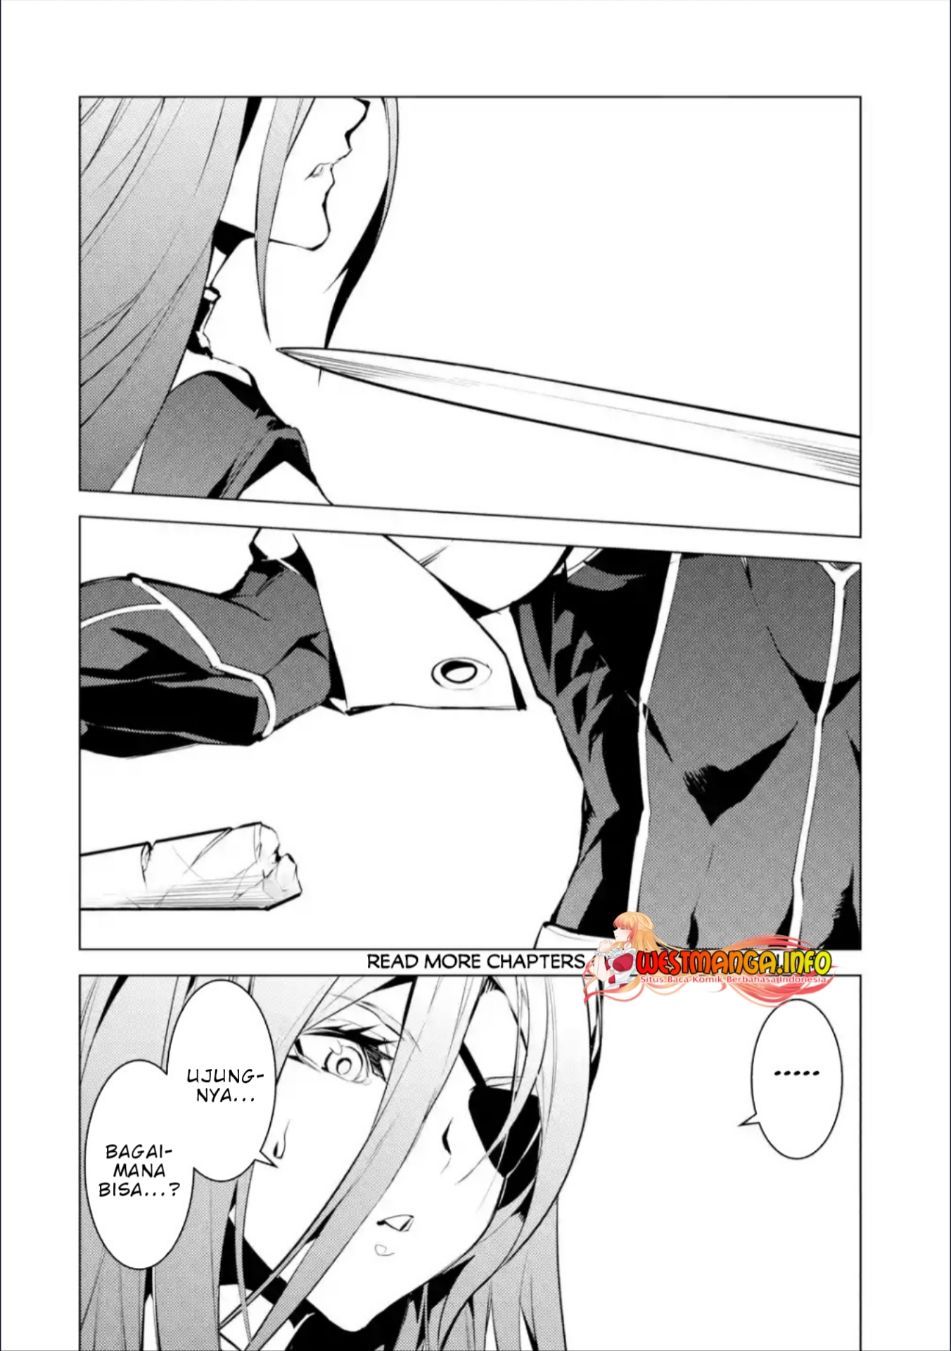 READ MORE CHAPTERS
WESTMANGA.INFO
Situs Baca Komik Berbahasa Indonesia
.....
UJUNG-
NYA...
BAGAI-
MANA
BISA...?